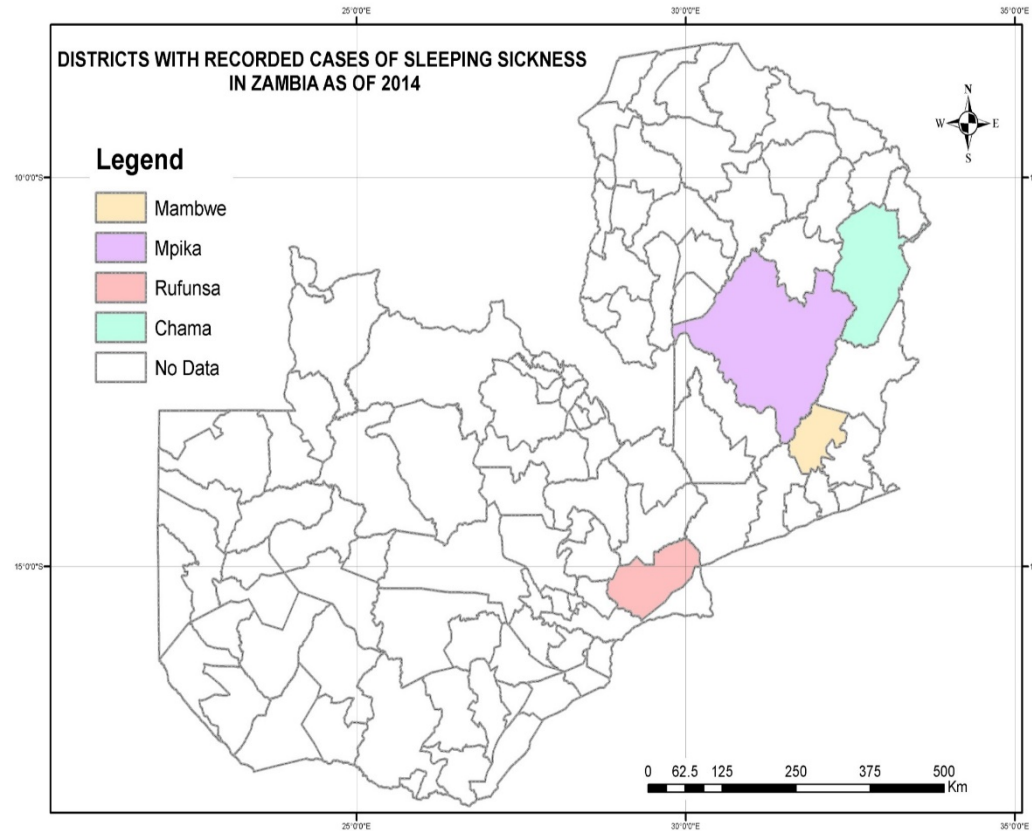 25°0'0"E 30°0'0"E 35°0'0"E
DISTRICTS WITH RECORDED CASES OF SLEEPING SICKNESS
IN ZAMBIA AS OF 2014
N
W E
S
Legend
10°0'0"S
Mambwe
Mpika
Rufunsa
Chama
No Data
15°0'0"S
0 62.5 125 250 375 500
Km
25°0'0"E 30°0'0"E 35°0'0"E